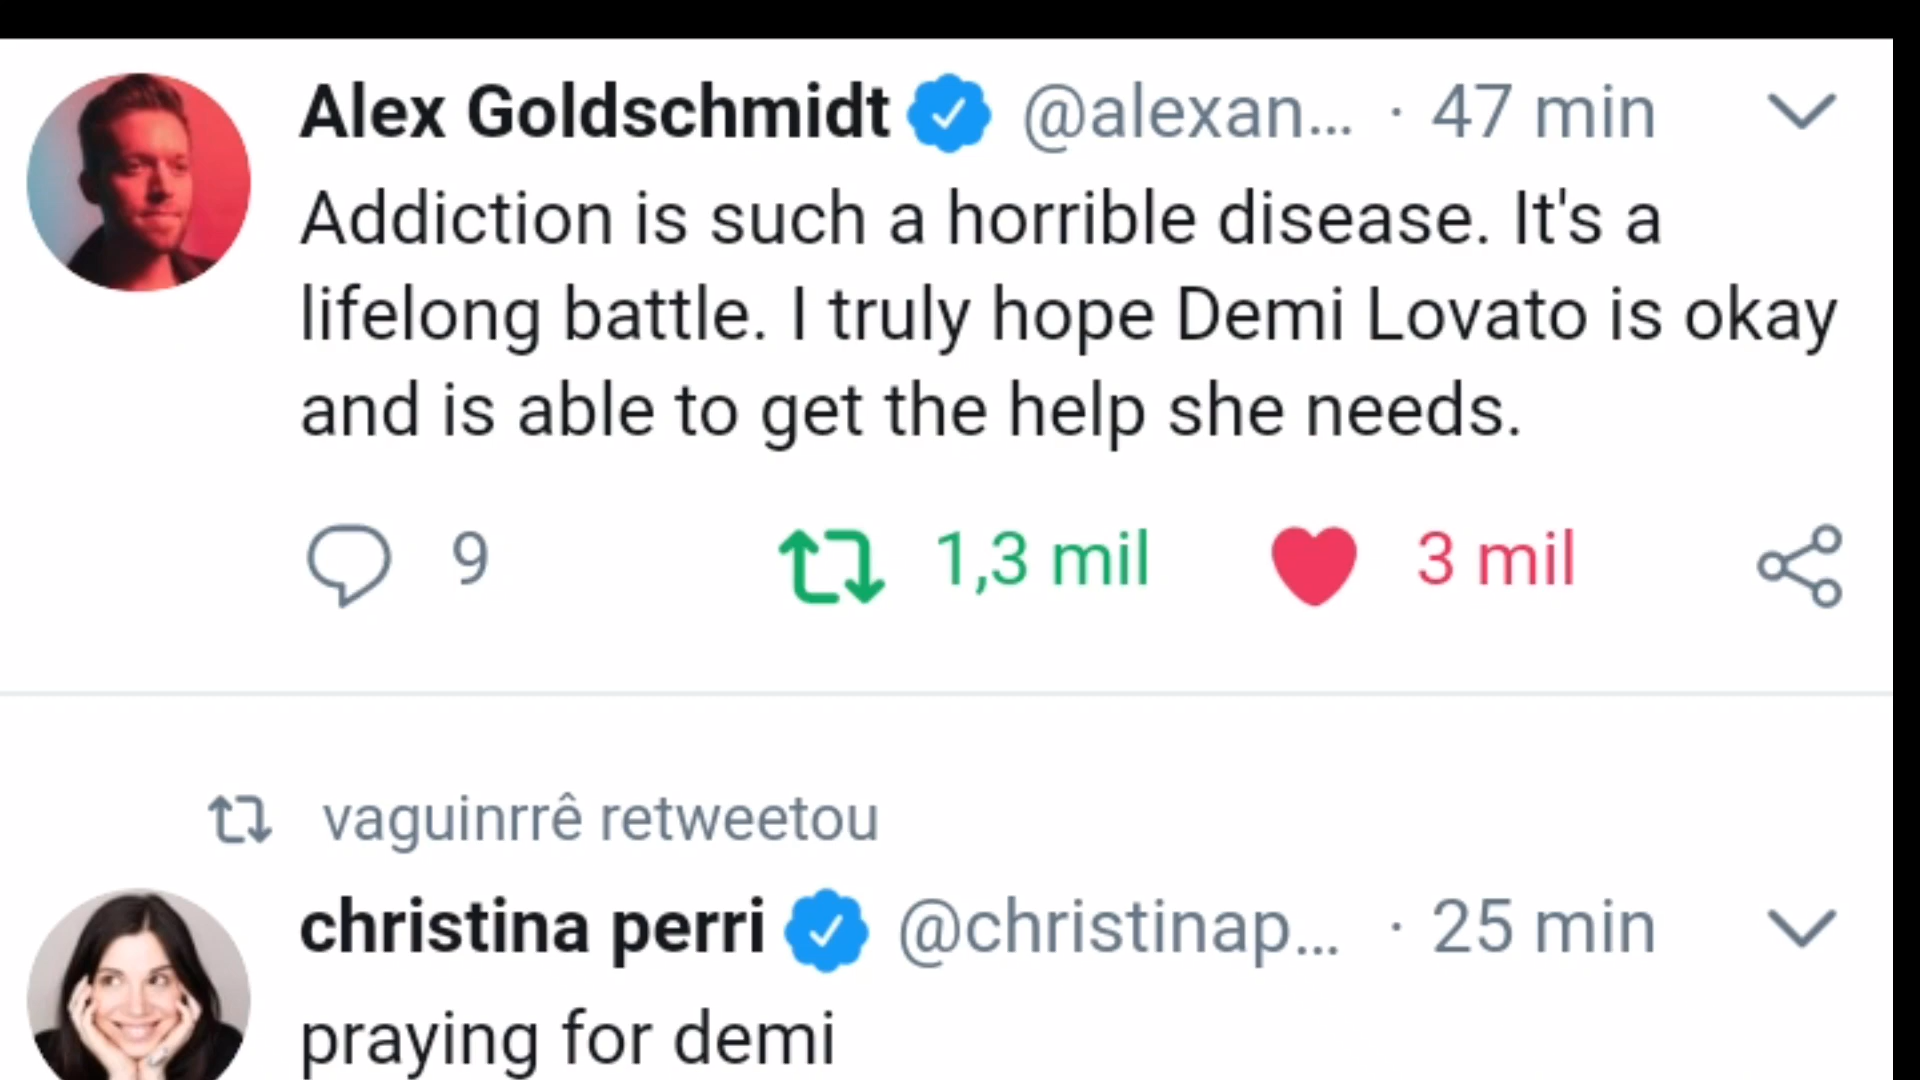 Alex Goldschmidt @alexan... · 47 min
Addiction is such a horrible disease. It's a
lifelong battle. I truly hope Demi Lovato is okay
and is able to get the help she needs.
9 1,3 mil 3 mil
vaguinrrê retweetou
christina perri @christinap... · 25 min
praying for demi